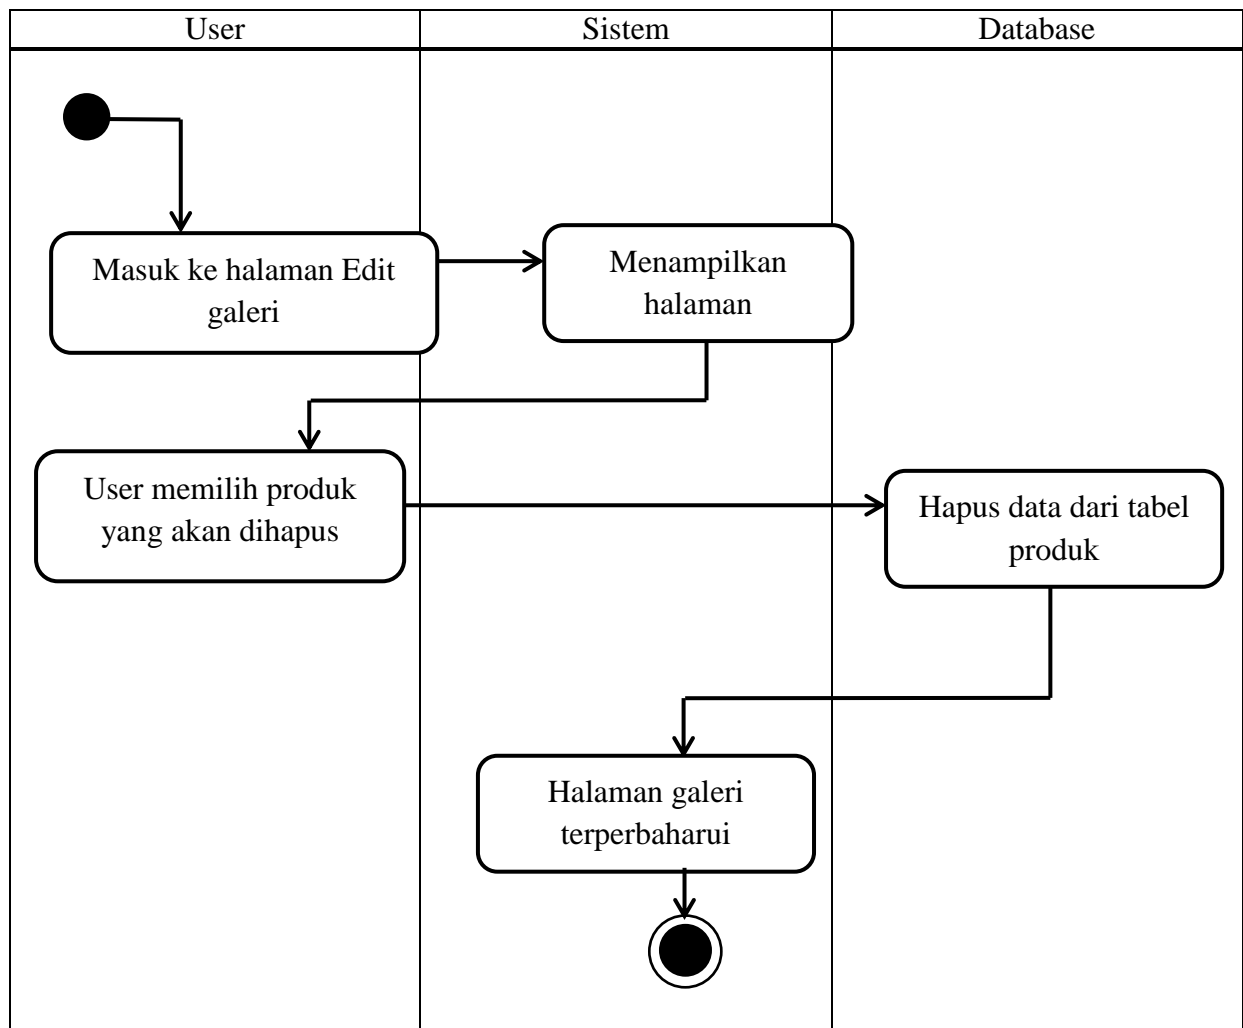 User
Sistem
Database
Masuk ke halaman Edit
galeri
Menampilkan
halaman
User memilih produk
yang akan dihapus
Hapus data dari tabel
produk
Halaman galeri
terperbaharui